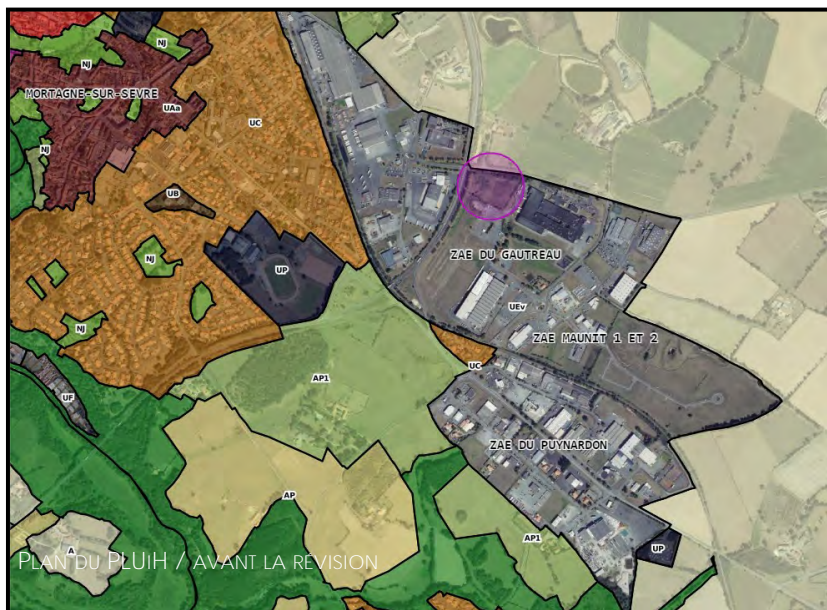 NJ
NJ
MORTAGNE-SUR-SEVRE
UAa
UC
NJ
UB
UP
NJ
ZAE DU GAUTREAU
UEv
NJ
ZAE MAUNIT 1 ET 2
UC
AP1
UF
ZAE DU PUYNARDON
AP
AP1
UP
A
PLAN DU PLUIH / AVANT LA REVISION